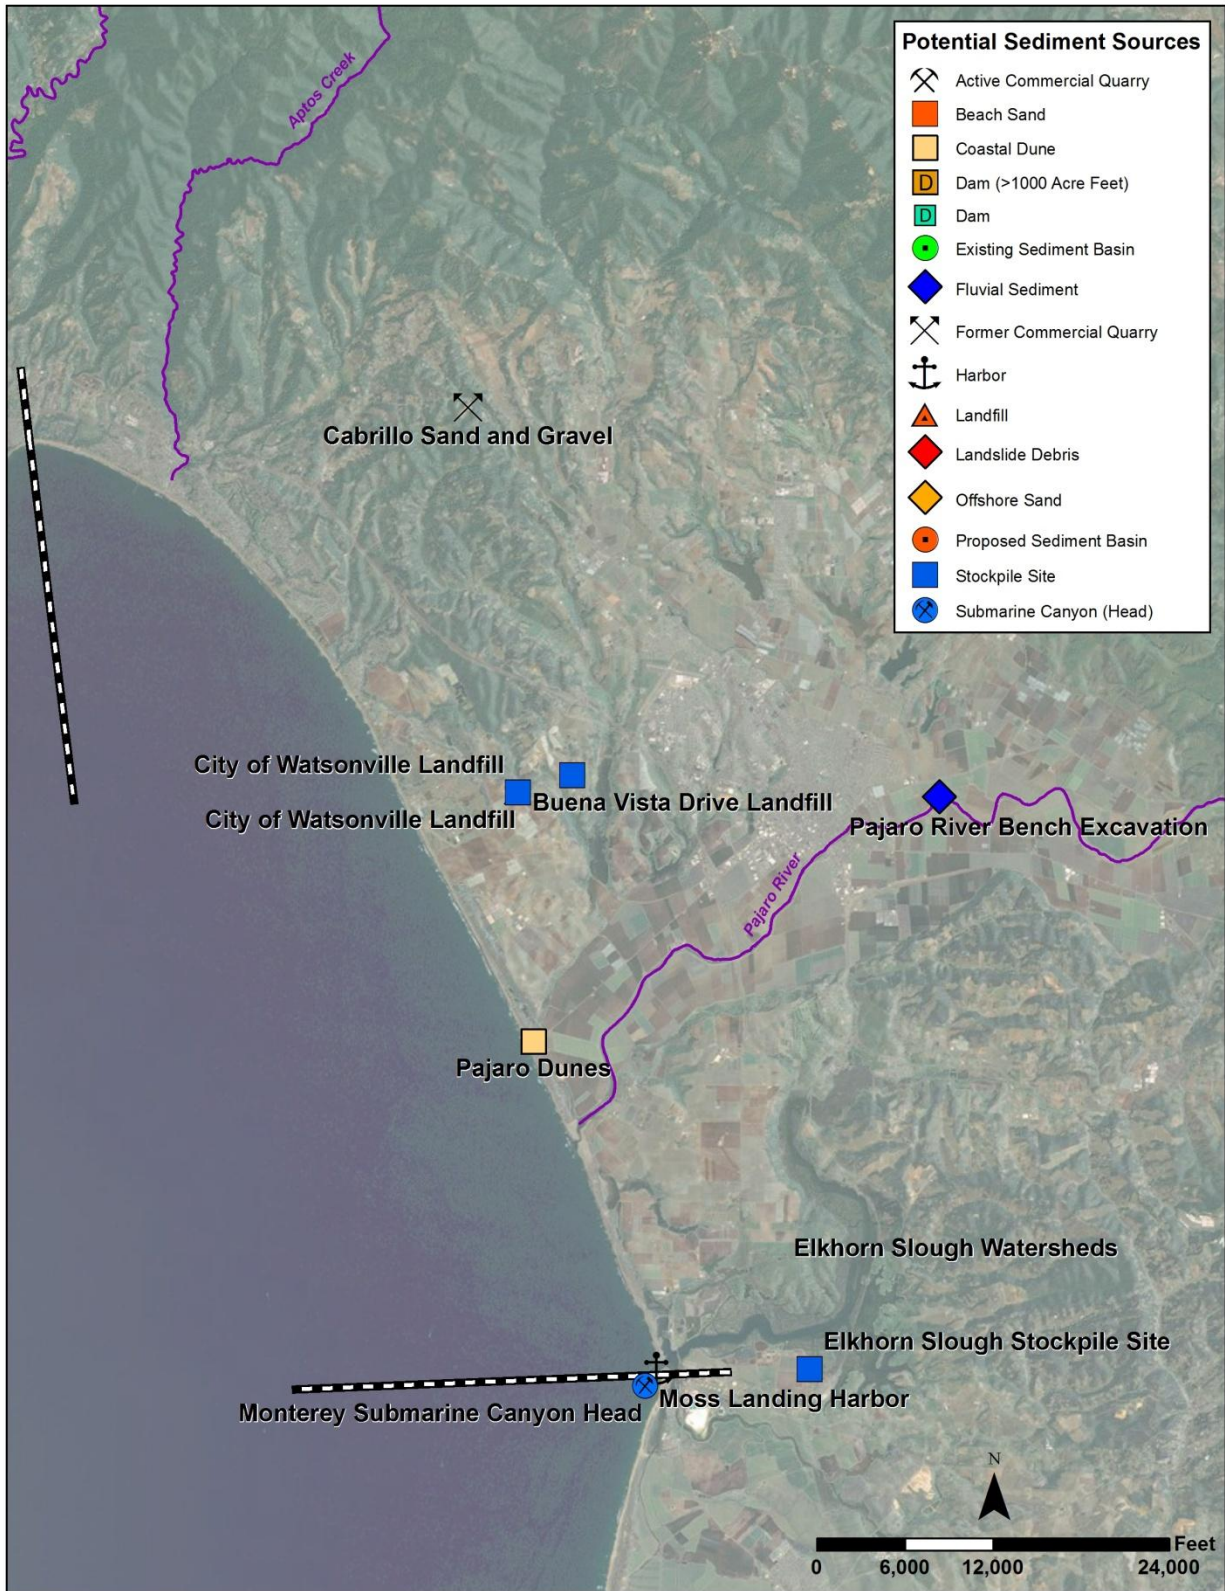 Potential Sediment Sources
Active Commercial Quarry
Beach Sand
Coastal Dune
D Dam (>1000 Acre Feet)
D Dam
Existing Sediment Basin
Fluvial Sediment
Former Commercial Quarry
Harbor
Landfill
Landslide Debris
Offshore Sand
Proposed Sediment Basin
Stockpile Site
Submarine Canyon (Head)
Aptos Creek
Cabrillo Sand and Gravel
City of Watsonville Landfill
Buena Vista Drive Landfill
City of Watsonville Landfill
Pajaro River Bench Excavation
Pajaro River
Pajaro Dunes
Elkhorn Slough Watersheds
Elkhorn Slough Stockpile Site
Moss Landing Harbor
Monterey Submarine Canyon Head
N
Feet
0 6,000 12,000 24,000